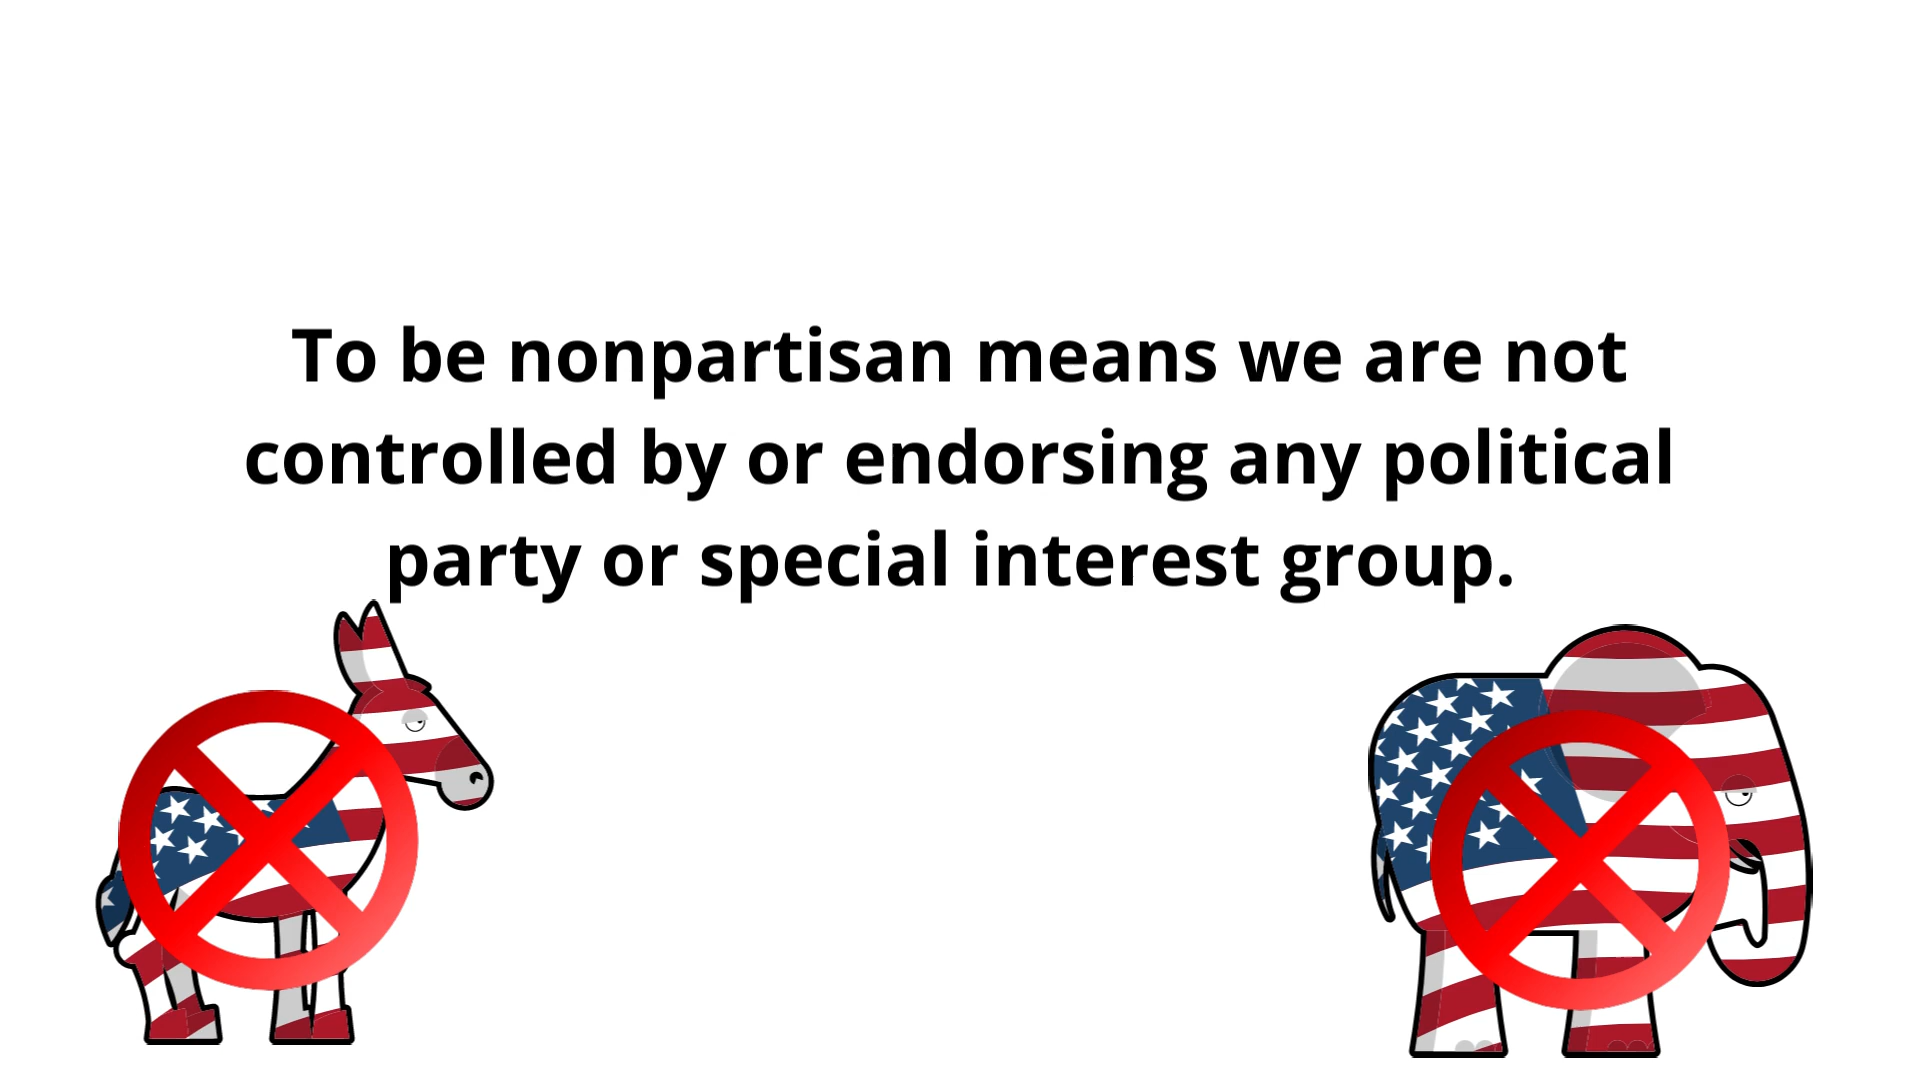 To be nonpartisan means we are not
controlled by or endorsing any political
party or special interest group.